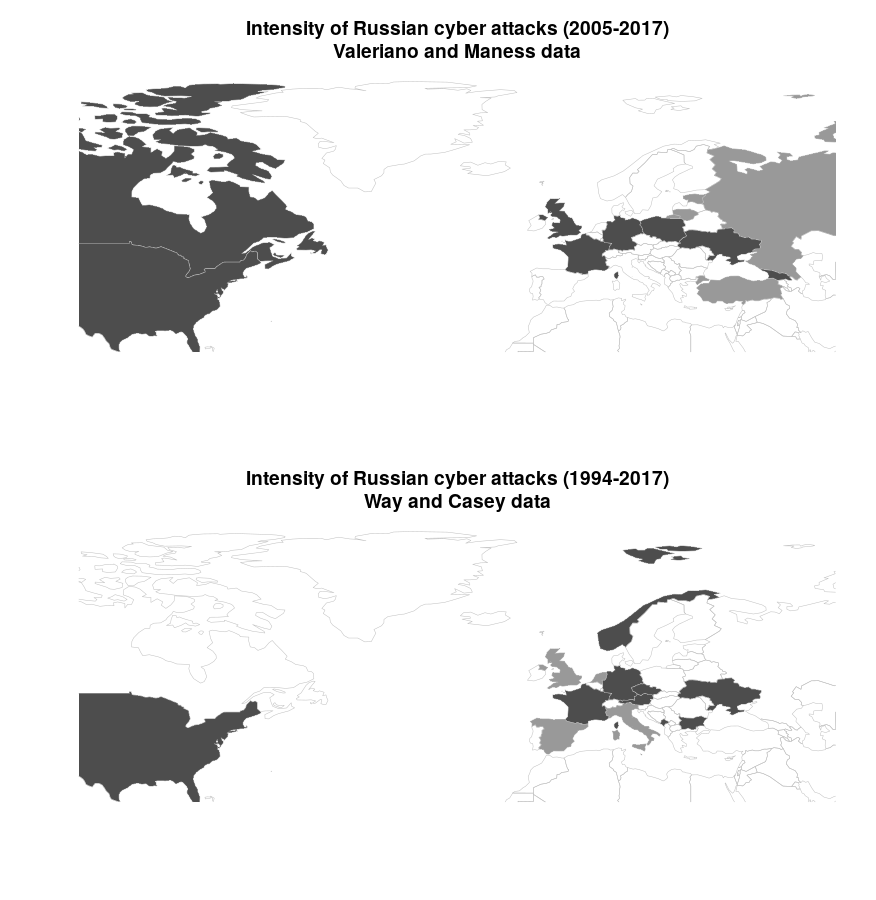 Intensity of Russian cyber attacks (2005-2017)
Valeriano and Maness data
Intensity of Russian cyber attacks (1994-2017)
Way and Casey data